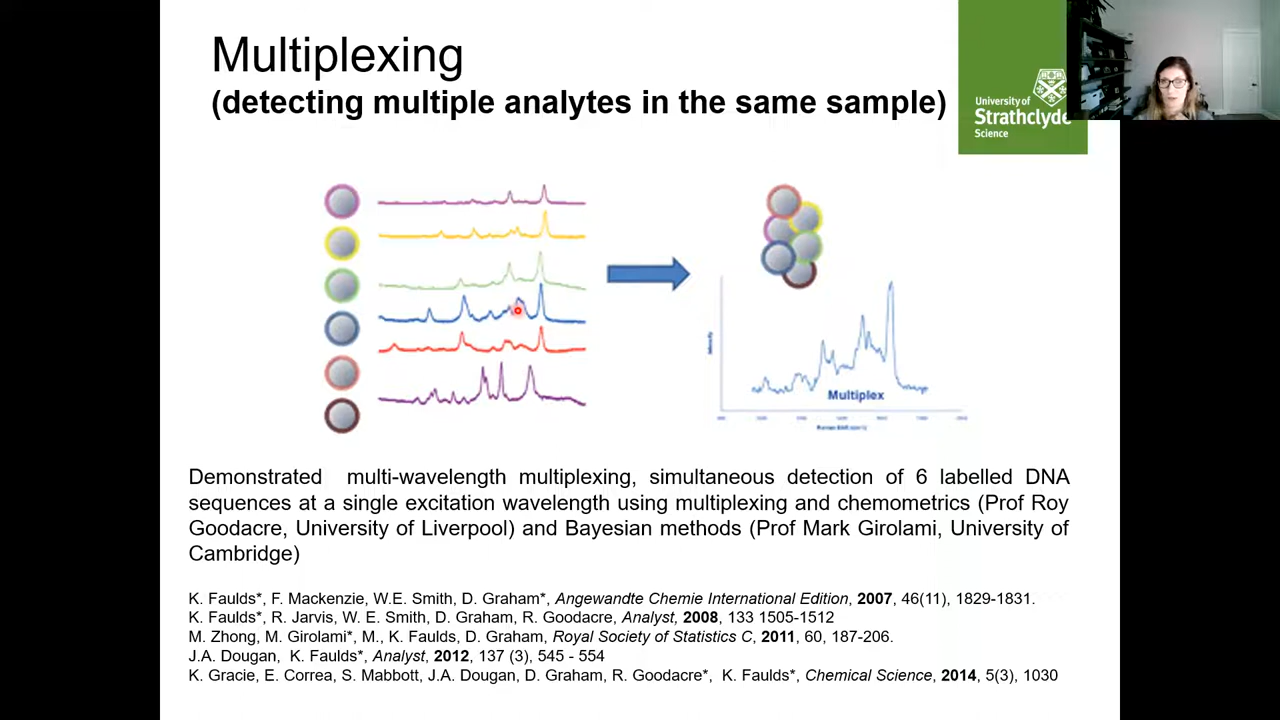 Multiplexing
(detecting multiple analytes in the same sample)
University of
Strathclyde
Science
Multiplex
Demonstrated multi-wavelength multiplexing, simultaneous detection of 6 labelled DNA
sequences at a single excitation wavelength using multiplexing and chemometrics (Prof Roy
Goodacre, University of Liverpool) and Bayesian methods (Prof Mark Girolami, University of
Cambridge)
K. Faulds*, F. Mackenzie, W.E. Smith, D. Graham*, Angewandte Chemie International Edition, 2007, 46(11), 1829-1831.
K. Faulds*, R. Jarvis, W. E. Smith, D. Graham, R. Goodacre, Analyst, 2008, 133 1505-1512
M. Zhong, M. Girolami*, M., K. Faulds, D. Graham, Royal Society of Statistics C, 2011, 60, 187-206.
J.A. Dougan, K. Faulds*, Analyst, 2012, 137 (3), 545 - 554
K. Gracie, E. Correa, S. Mabbott, J.A. Dougan, D. Graham, R. Goodacre*, K. Faulds*, Chemical Science, 2014, 5(3), 1030